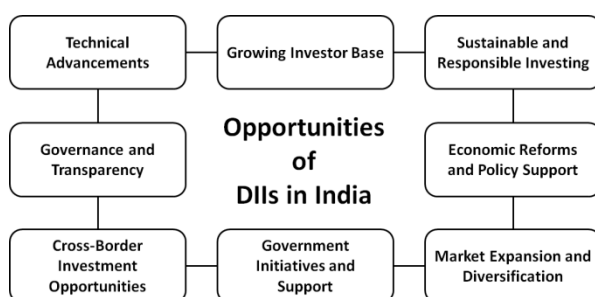 Technical
Advancements
Growing Investor Base
Sustainable and
Responsible Investing
Governance and
Transparency
Opportunities
of
DIIs in India
Economic Reforms
and Policy Support
Cross-Border
Investment
Opportunities
Government
Initiatives and
Support
Market Expansion and
Diversification